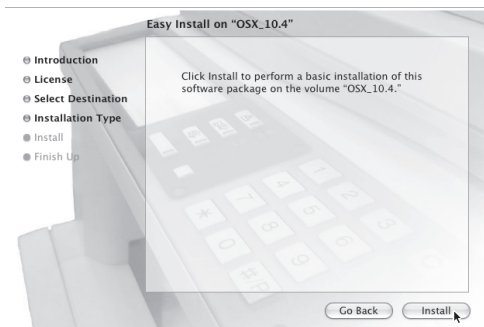 Easy Install on “OSX_10.4”
Introduction
License
Select Destination
Installation Type
Install
Finish Up
Click Install to perform a basic installation of this
software package on the volume “OSX_10.4.”
Go Back
Install